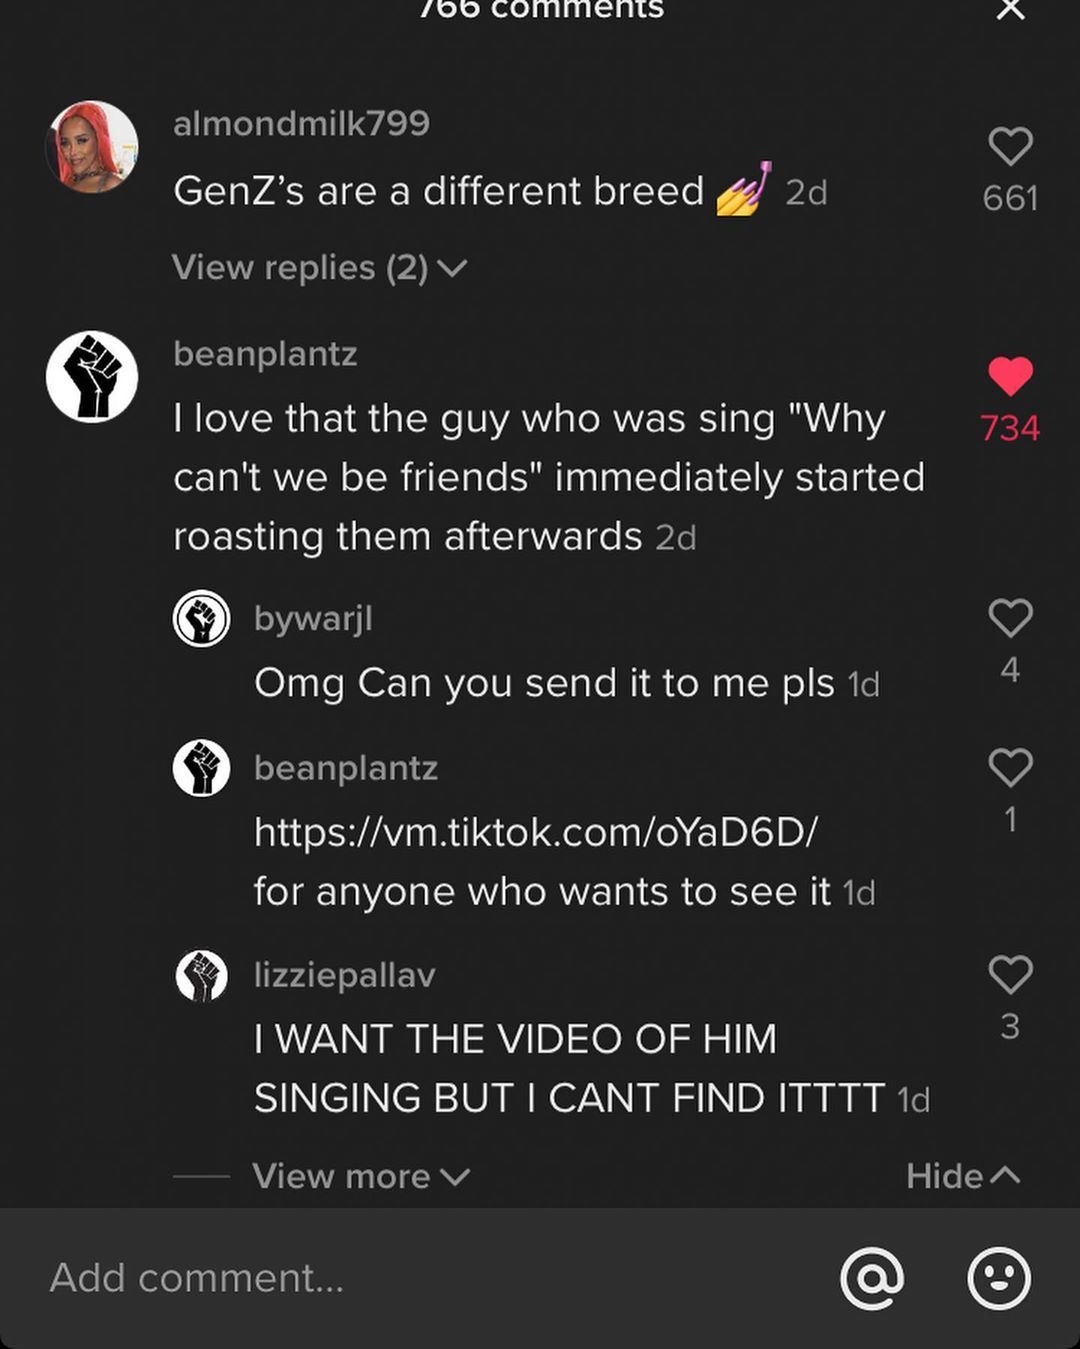 766 comments
almondmilk799
GenZ’s are a different breed 💅 2d
661
View replies (2)
beanplantz
I love that the guy who was sing "Why
can't we be friends" immediately started
roasting them afterwards 2d
734
bywarjl
Omg Can you send it to me pls 1d
4
beanplantz
https://vm.tiktok.com/oYaD6D/
for anyone who wants to see it 1d
1
lizziepallav
I WANT THE VIDEO OF HIM
SINGING BUT I CANT FIND ITTTT 1d
3
View more
Hide
Add comment...
@